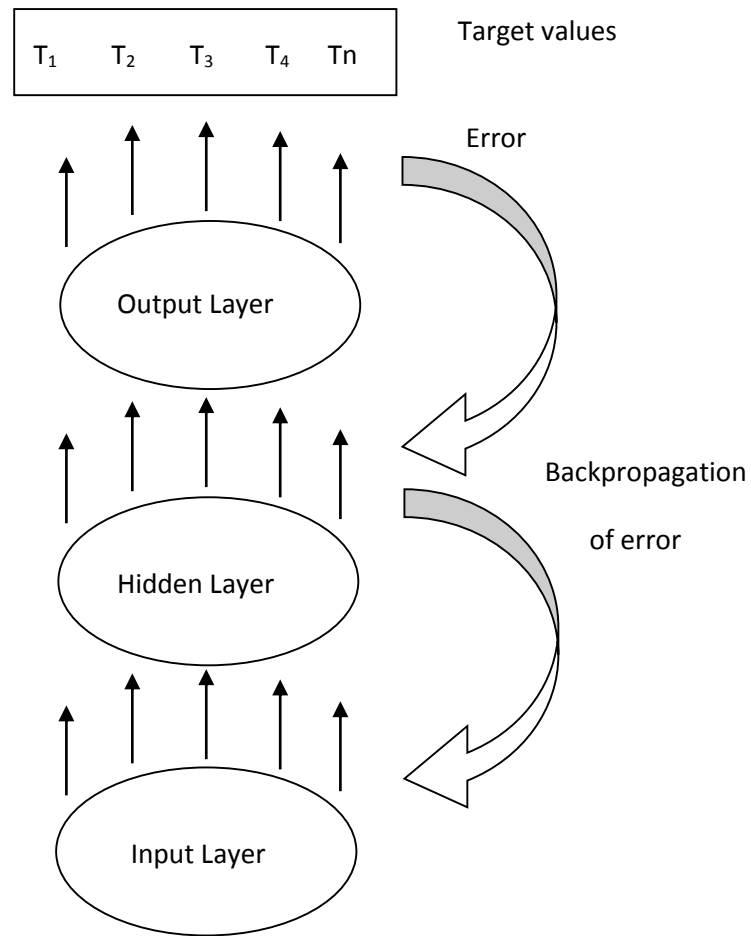 Target values
T₁ T₂ T₃ T₄ Tn
Error
Output Layer
Backpropagation
of error
Hidden Layer
Input Layer